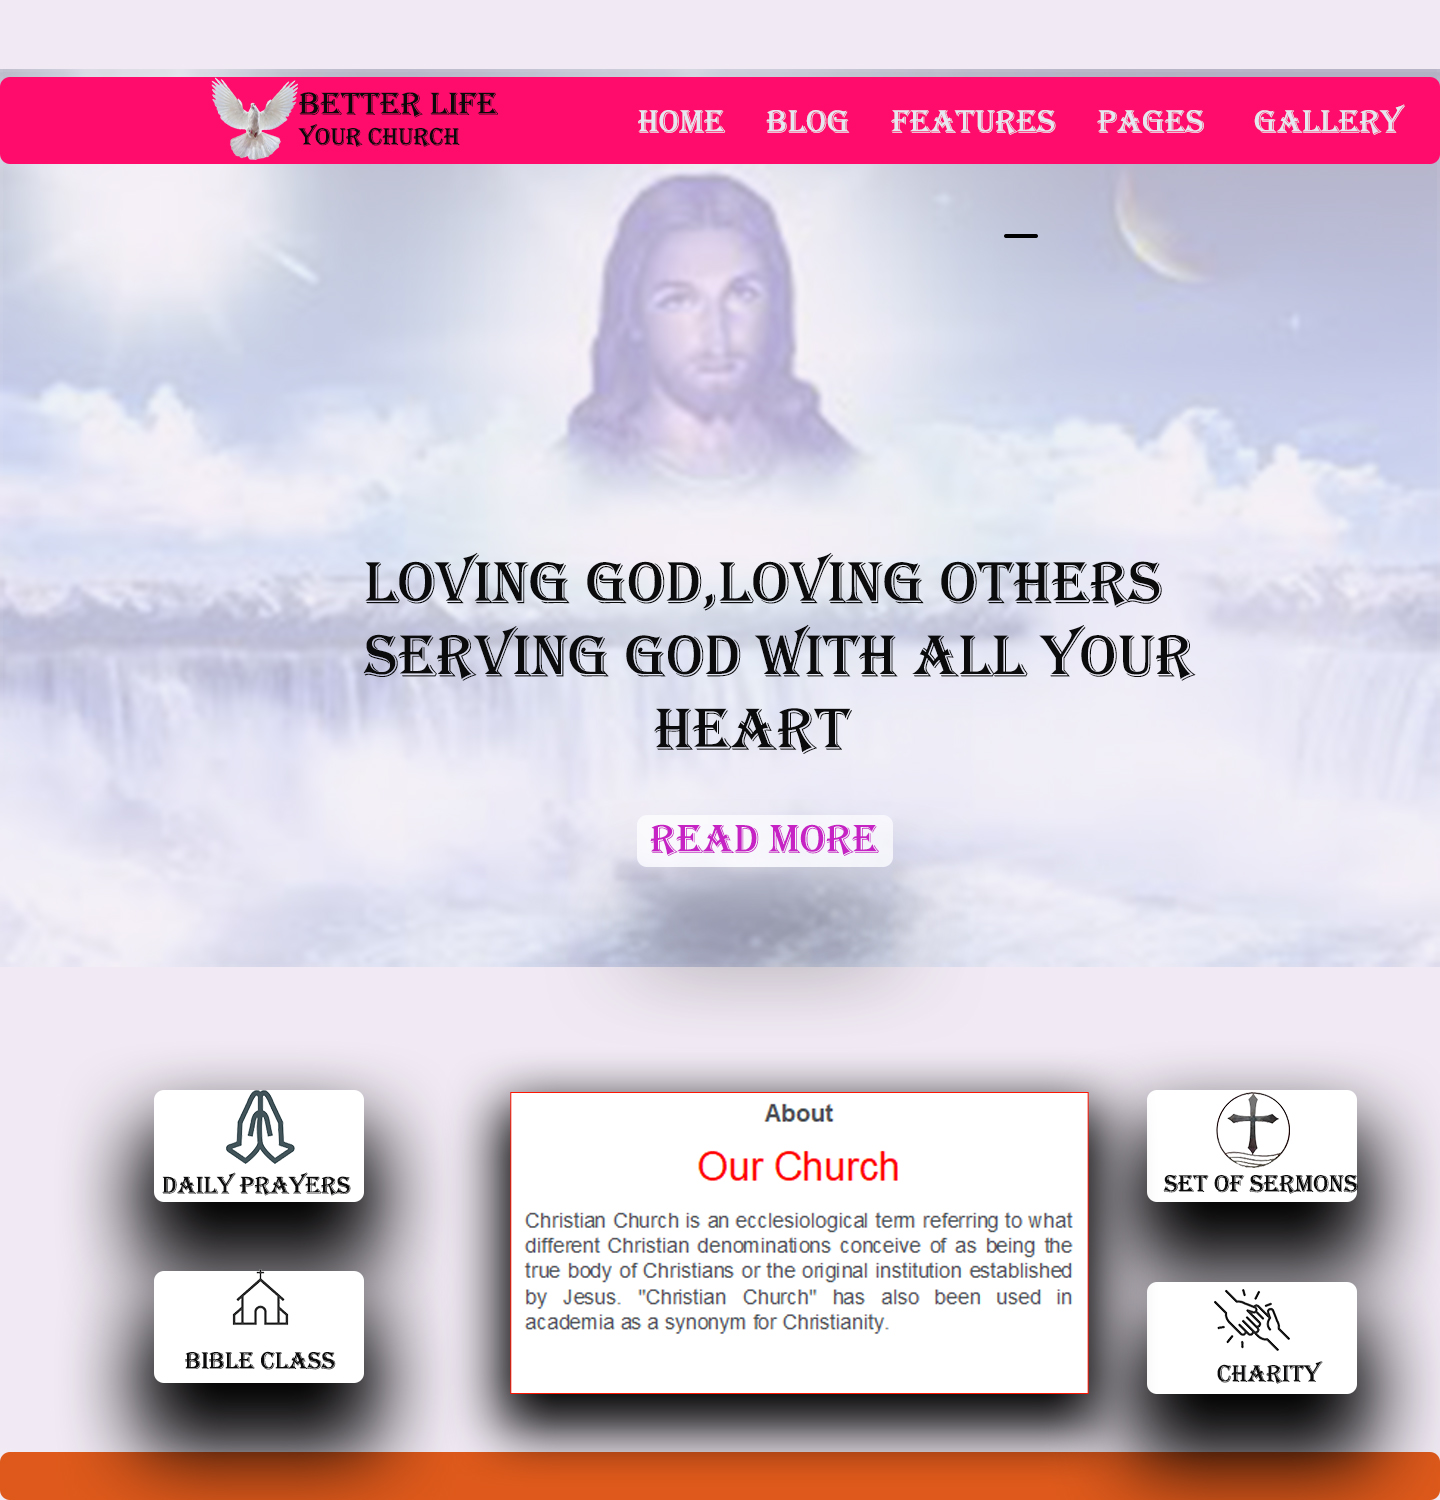 BETTER LIFE
YOUR CHURCH
HOME BLOG FEATURES PAGES GALLERY
LOVING GOD,LOVING OTHERS
SERVING GOD WITH ALL YOUR
HEART
READ MORE
DAILY PRAYERS
BIBLE CLASS
About
Our Church
Christian Church is an ecclesiological term referring to what
different Christian denominations conceive of as being the
true body of Christians or the original institution established
by Jesus. "Christian Church" has also been used in
academia as a synonym for Christianity.
SET OF SERMONS
CHARITY